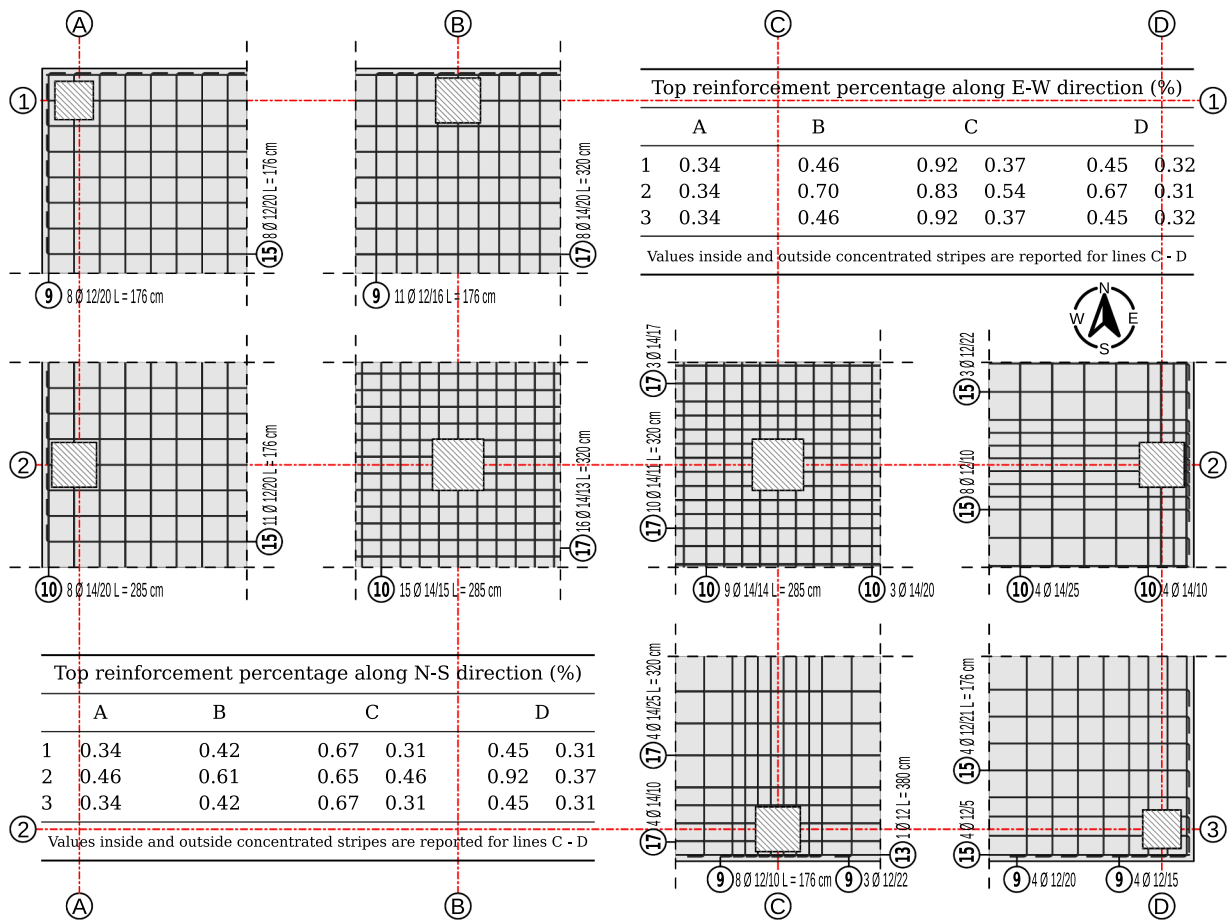 A B C D
1
15 8 Ø 12/20 L = 176 cm
9 8 Ø 12/20 L = 176 cm
17 8 Ø 14/20 L = 320 cm
9 11 Ø 12/16 L = 176 cm
Top reinforcement percentage along E-W direction (%)
A B C D
1 0.34 0.46 0.92 0.37 0.45 0.32
2 0.34 0.70 0.83 0.54 0.67 0.31
3 0.34 0.46 0.92 0.37 0.45 0.32
Values inside and outside concentrated stripes are reported for lines C - D
1
N
W E
S
2
15 11 Ø 12/20 L = 176 cm
10 8 Ø 14/20 L = 285 cm
17 16 Ø 14/13 L = 320 cm
10 15 Ø 14/15 L = 285 cm
17 3 Ø 14/17
17 10 Ø 14/11 L = 320 cm
10 9 Ø 14/14 L = 285 cm
10 3 Ø 14/20
15 3 Ø 12/22
15 8 Ø 12/10
10 4 Ø 14/25
10 4 Ø 14/10
2
Top reinforcement percentage along N-S direction (%)
A B C D
1 0.34 0.42 0.67 0.31 0.45 0.31
2 0.46 0.61 0.65 0.46 0.92 0.37
3 0.34 0.42 0.67 0.31 0.45 0.31
Values inside and outside concentrated stripes are reported for lines C - D
2
17 4 Ø 14/25 L = 320 cm
17 4 Ø 14/10
13 1 Ø 12 L = 380 cm
9 8 Ø 12/10 L = 176 cm
9 3 Ø 12/22
15 4 Ø 12/21 L = 176 cm
15 4 Ø 12/5
9 4 Ø 12/20
9 4 Ø 12/15
3
A B C D